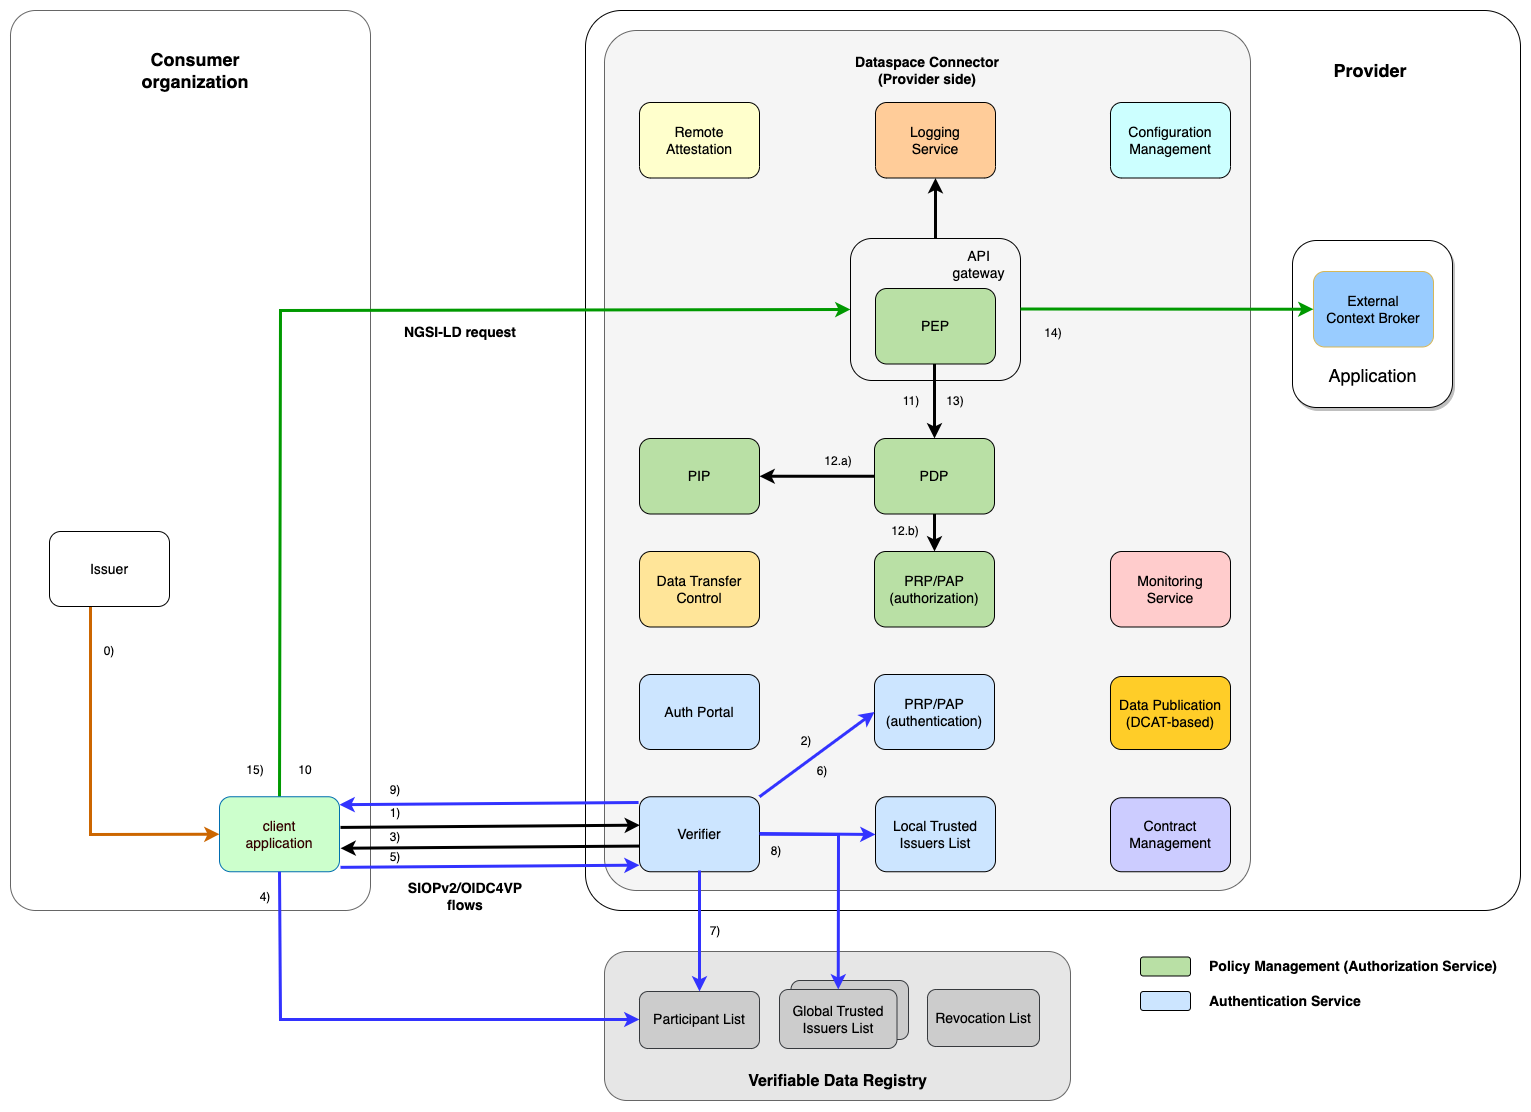 Consumer
organization
Dataspace Connector
(Provider side)
Provider
Remote
Attestation
Logging
Service
Configuration
Management
API
gateway
PEP
External
Context Broker
Application
NGSI-LD request
14)
11)
13)
PIP
12.a)
PDP
12.b)
Issuer
Data Transfer
Control
PRP/PAP
(authorization)
Monitoring
Service
0)
Auth Portal
PRP/PAP
(authentication)
Data Publication
(DCAT-based)
2)
6)
15)
10
9)
1)
3)
5)
client
application
Verifier
8)
Local Trusted
Issuers List
Contract
Management
4)
SIOPv2/OIDC4VP
flows
7)
Participant List
Global Trusted
Issuers List
Revocation List
Verifiable Data Registry
Policy Management (Authorization Service)
Authentication Service